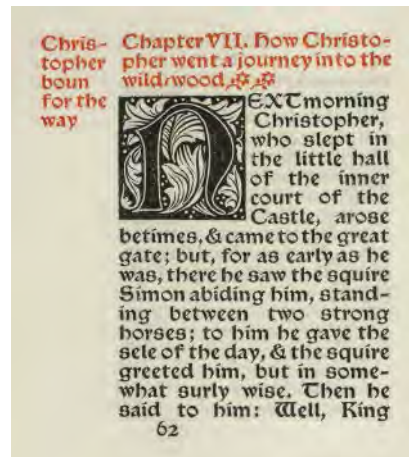 Chris-
topher
boun
for the
way
Chapter VII. How Christo-
pher went a journey into the
wild-wood.
NEXT morning
Christopher,
who slept in
the little hall
of the inner
court of the
Castle, arose
betimes, & came to the great
gate; but, for as early as he
was, there he saw the squire
Simon abiding him, stand-
ing between two strong
horses; to him he gave the
sele of the day, & the squire
greeted him, but in some-
what surly wise. Then he
said to him: Well, King
62